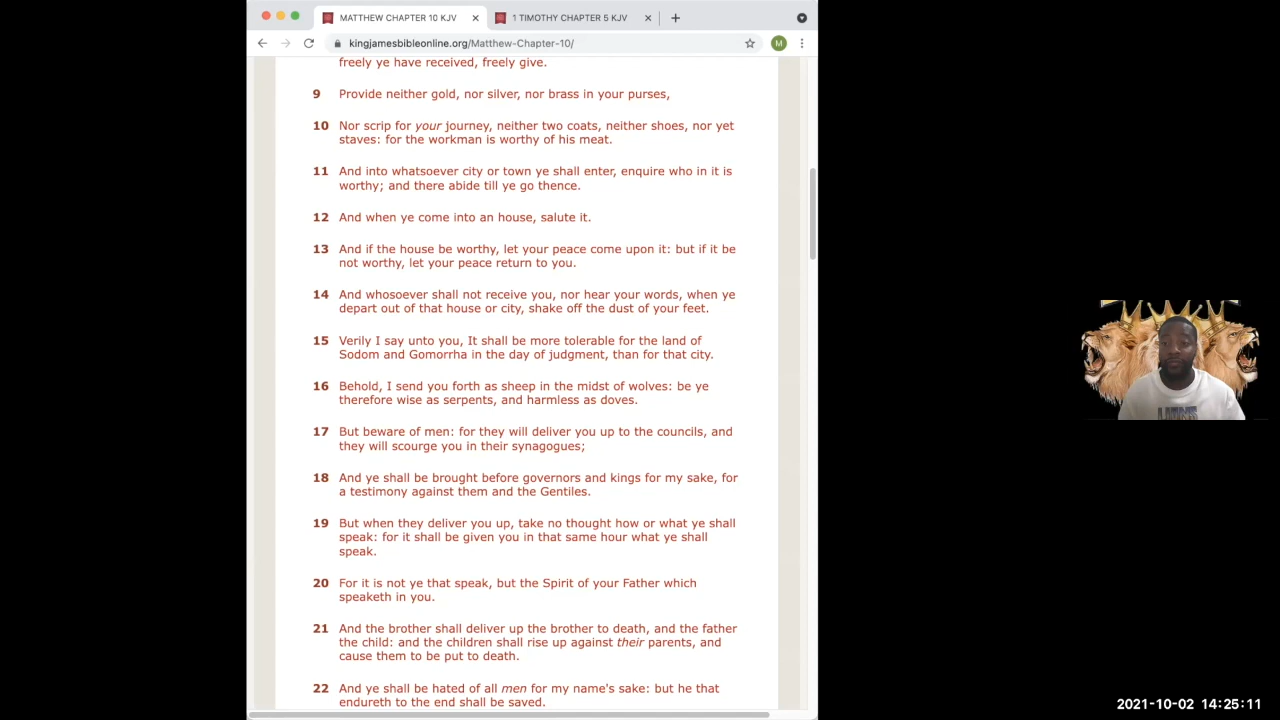 MATTHEW CHAPTER 10 KJV
1 TIMOTHY CHAPTER 5 KJV
kingjamesbibleonline.org/Matthew-Chapter-10/
M
freely ye have received, freely give.
9 Provide neither gold, nor silver, nor brass in your purses,
10 Nor scrip for your journey, neither two coats, neither shoes, nor yet
staves: for the workman is worthy of his meat.
11 And into whatsoever city or town ye shall enter, enquire who in it is
worthy; and there abide till ye go thence.
12 And when ye come into an house, salute it.
13 And if the house be worthy, let your peace come upon it: but if it be
not worthy, let your peace return to you.
14 And whosoever shall not receive you, nor hear your words, when ye
depart out of that house or city, shake off the dust of your feet.
15 Verily I say unto you, It shall be more tolerable for the land of
Sodom and Gomorrha in the day of judgment, than for that city.
16 Behold, I send you forth as sheep in the midst of wolves: be ye
therefore wise as serpents, and harmless as doves.
17 But beware of men: for they will deliver you up to the councils, and
they will scourge you in their synagogues;
18 And ye shall be brought before governors and kings for my sake, for
a testimony against them and the Gentiles.
19 But when they deliver you up, take no thought how or what ye shall
speak: for it shall be given you in that same hour what ye shall
speak.
20 For it is not ye that speak, but the Spirit of your Father which
speaketh in you.
21 And the brother shall deliver up the brother to death, and the father
the child: and the children shall rise up against their parents, and
cause them to be put to death.
22 And ye shall be hated of all men for my name's sake: but he that
endureth to the end shall be saved.
2021-10-02 14:25:11